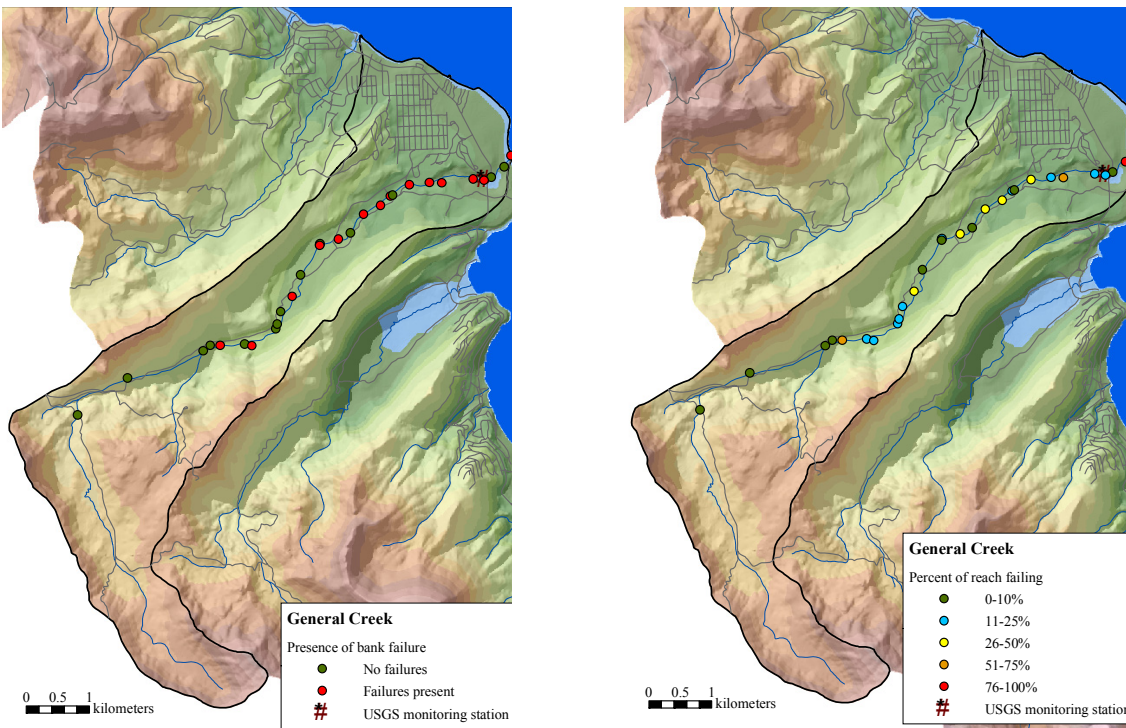 General Creek
Presence of bank failure
No failures
Failures present
USGS monitoring station
0 0.5 1
kilometers
General Creek
Percent of reach failing
0-10%
11-25%
26-50%
51-75%
76-100%
USGS monitoring station
0 0.5 1
kilometers